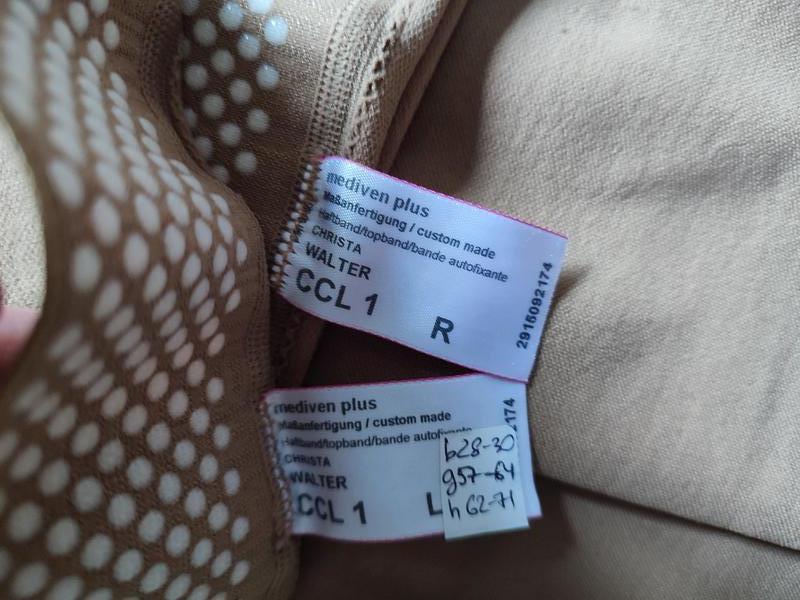 mediven plus
Maßanfertigung / custom made
Haftband/topband/bande autofixante
CHRISTA
WALTER
CCL 1
R
2915092174
mediven plus
Maßanfertigung / custom made
Haftband/topband/bande autofixante
CHRISTA
WALTER
CCL 1
L
174
b28-30
g57-64
h62-71